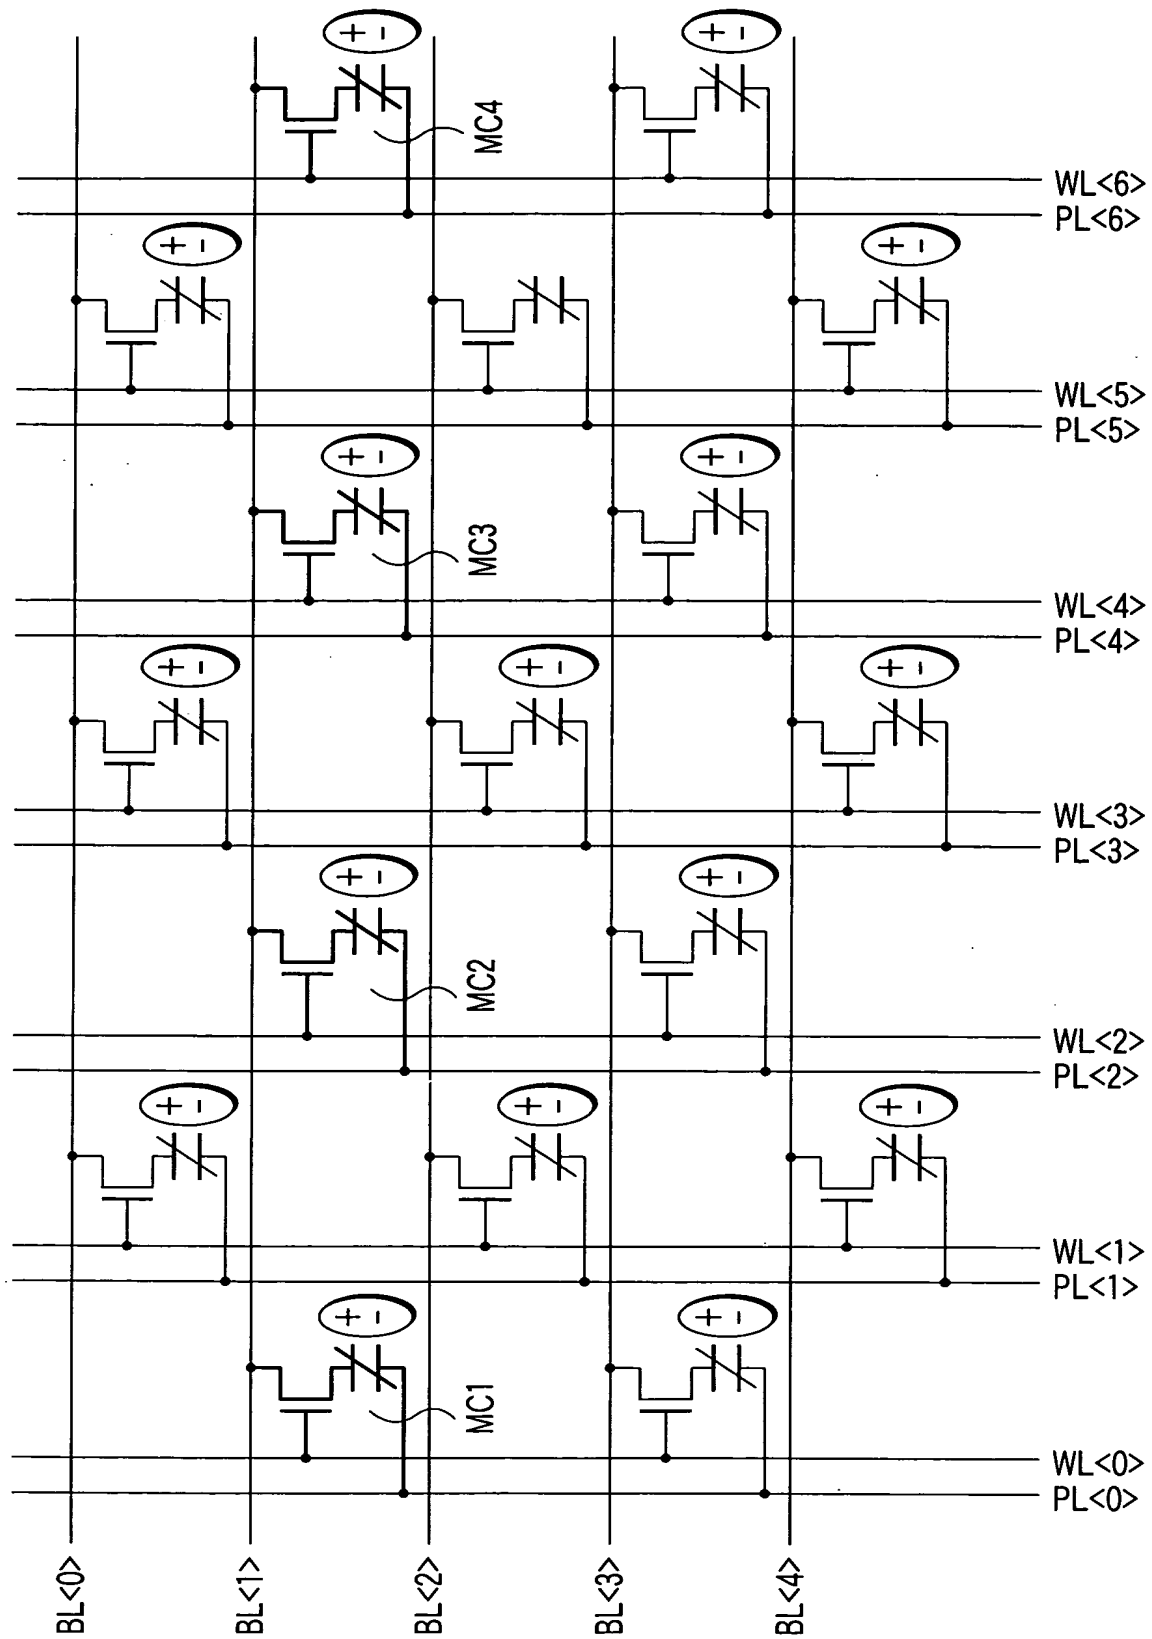 + -
+ -
MC4
WL<6>
PL<6>
+ -
+ -
WL<5>
PL<5>
+ -
+ -
MC3
WL<4>
PL<4>
+ -
+ -
+ -
WL<3>
PL<3>
+ -
+ -
MC2
WL<2>
PL<2>
+ -
+ -
+ -
WL<1>
PL<1>
+ -
+ -
MC1
WL<0>
PL<0>
BL<0>
BL<1>
BL<2>
BL<3>
BL<4>